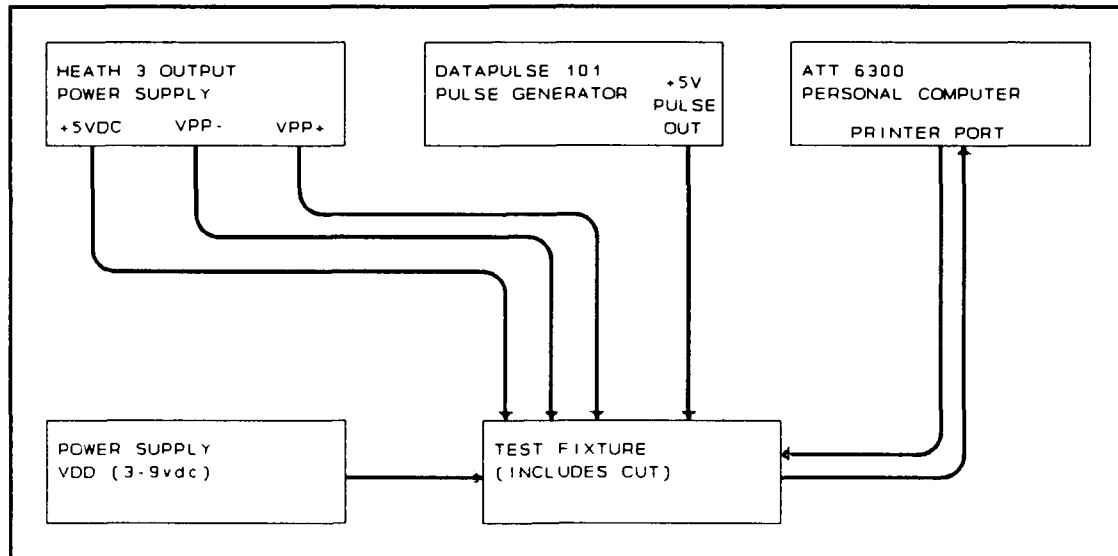 HEATH 3 OUTPUT
POWER SUPPLY
+5VDC VPP- VPP+
DATAPULSE 101
PULSE GENERATOR
+5V
PULSE
OUT
ATT 6300
PERSONAL COMPUTER
PRINTER PORT
POWER SUPPLY
VDD (3-9vdc)
TEST FIXTURE
(INCLUDES CUT)